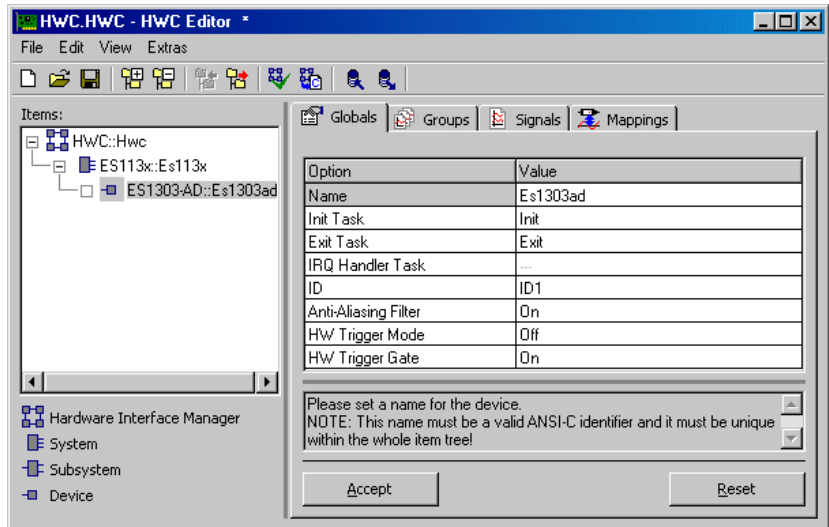 HWC.HWC - HWC Editor *
File Edit View Extras
Items:
HWC::Hwc
ES113x::Es113x
ES1303-AD::Es1303ad
Hardware Interface Manager
System
Subsystem
Device
Globals Groups Signals Mappings
Option Value
Name Es1303ad
Init Task Init
Exit Task Exit
IRQ Handler Task ---
ID ID1
Anti-Aliasing Filter On
HW Trigger Mode Off
HW Trigger Gate On
Please set a name for the device.
NOTE: This name must be a valid ANSI-C identifier and it must be unique
within the whole item tree!
Accept Reset